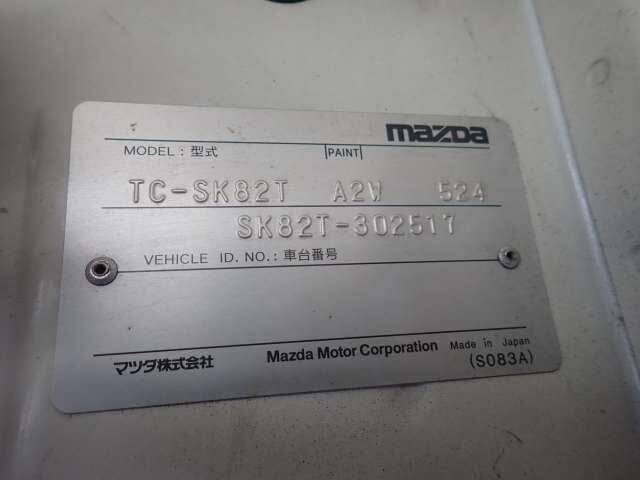 mazda
MODEL : 型式 PAINT
TC-SK82T A2W 524
SK82T-302517
VEHICLE ID. NO. : 車台番号
マツダ株式会社 Mazda Motor Corporation Made in Japan
(S083A)